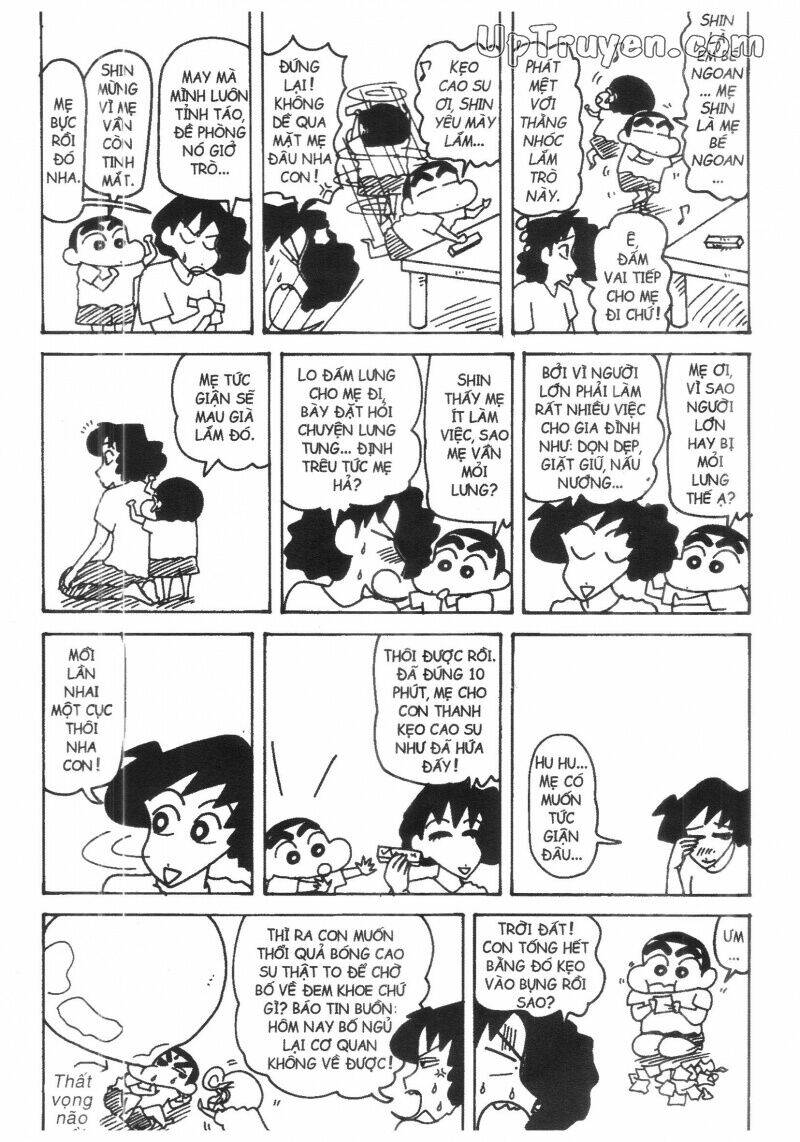 UpTruyen.com
SHIN
LÀ
EM BÉ
NGOAN
... MẸ
SHIN
LÀ MẸ
BÉ
NGOAN...
PHÁT
MỆT
VỚI
THẰNG
NHÓC
LẮM
TRÒ
NÀY.
Ê,
ĐẤM
VAI TIẾP
CHO MẸ
ĐI CHỨ!
KẸO
CAO SU
ƠI, SHIN
YÊU MÀY
LẮM...
ĐỨNG
LẠI!
KHÔNG
DỄ QUA
MẶT MẸ
ĐÂU NHA
CON!
MAY MÀ
MÌNH LUÔN
TỈNH TÁO,
ĐỀ PHÒNG
NÓ GIỞ
TRÒ...
SHIN
MỪNG
VÌ MẸ
VẪN
CÒN
TINH
MẮT.
MẸ
BỰC
RỒI
ĐÓ
NHA.
MẸ ƠI,
VÌ SAO
NGƯỜI
LỚN
HAY BỊ
MỎI
LƯNG
THẾ Ạ?
BỞI VÌ NGƯỜI
LỚN PHẢI LÀM
RẤT NHIỀU VIỆC
CHO GIA ĐÌNH
NHƯ: DỌN DẸP,
GIẶT GIŨ, NẤU
NƯỚNG...
SHIN
THẤY MẸ
ÍT LÀM
VIỆC, SAO
MẸ VẪN
MỎI
LƯNG?
LO ĐẤM LƯNG
CHO MẸ ĐI,
BÀY ĐẶT HỎI
CHUYỆN LUNG
TUNG... ĐỊNH
TRÊU TỨC MẸ
HẢ?
MẸ TỨC
GIẬN SẼ
MAU GIÀ
LẮM ĐÓ.
HU HU...
MẸ CÓ
MUỐN
TỨC
GIẬN
ĐÂU...
THÔI ĐƯỢC RỒI.
ĐÃ ĐÚNG 10
PHÚT, MẸ CHO
CON THANH
KẸO CAO SU
NHƯ ĐÃ HỨA
ĐẤY!
MỖI
LẦN
NHAI
MỘT CỤC
THÔI
NHA
CON!
ƯM
...
TRỜI ĐẤT!
CON TỐNG HẾT
BẰNG ĐÓ KẸO
VÀO BỤNG RỒI
SAO?
THÌ RA CON MUỐN
THỔI QUẢ BÓNG CAO
SU THẬT TO ĐỂ CHỜ
BỐ VỀ ĐEM KHOE CHỨ
GÌ? BÁO TIN BUỒN:
HÔM NAY BỐ NGỦ
LẠI CƠ QUAN
KHÔNG VỀ ĐƯỢC!
Thất
vọng
não